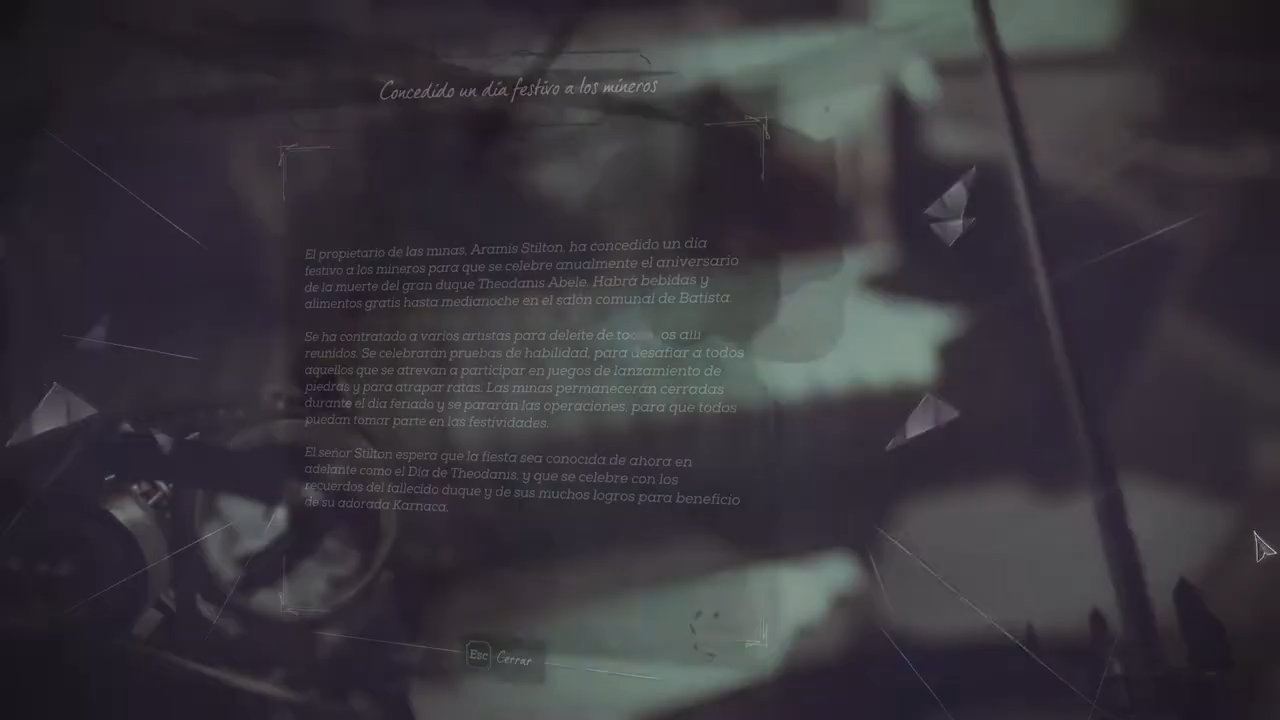 Concedido un día festivo a los mineros
El propietario de las minas, Aramis Stilton, ha concedido un día
festivo a los mineros para que se celebre anualmente el aniversario
de la muerte del gran duque Theodanis Abele. Habrá bebidas y
alimentos gratis hasta medianoche en el salón comunal de Batista.
Se ha contratado a varios artistas para deleite de allí
reunidos. Se celebrarán pruebas de habilidad, para desafiar a todos
aquellos que se atrevan a participar en juegos de lanzamiento de
piedras y para atrapar ratas. Las minas permanecerán cerradas
durante el día feriado y se pararán las operaciones, para que todos
puedan tomar parte en las festividades.
El señor Stilton espera que la fiesta sea conocida de ahora en
adelante como el Día de Theodanis, y que se celebre con los
recuerdos del fallecido duque y de sus muchos logros para beneficio
de su adorada Karnaca.
Esc Cerrar